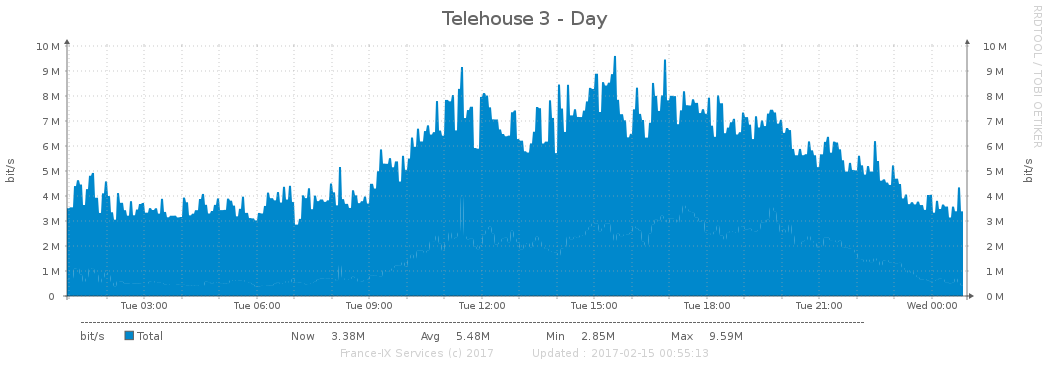 Telehouse 3 - Day
RRDTOOL / TOBI OETIKER
bit/s
bit/s
10 M 10 M
9 M 9 M
8 M 8 M
7 M 7 M
6 M 6 M
5 M 5 M
4 M 4 M
3 M 3 M
2 M 2 M
1 M 1 M
0 0 M
Tue 03:00 Tue 06:00 Tue 09:00 Tue 12:00 Tue 15:00 Tue 18:00 Tue 21:00 Wed 00:00
bit/s Total Now 3.38M Avg 5.48M Min 2.85M Max 9.59M
France-IX Services (c) 2017 Updated : 2017-02-15 00:55:13